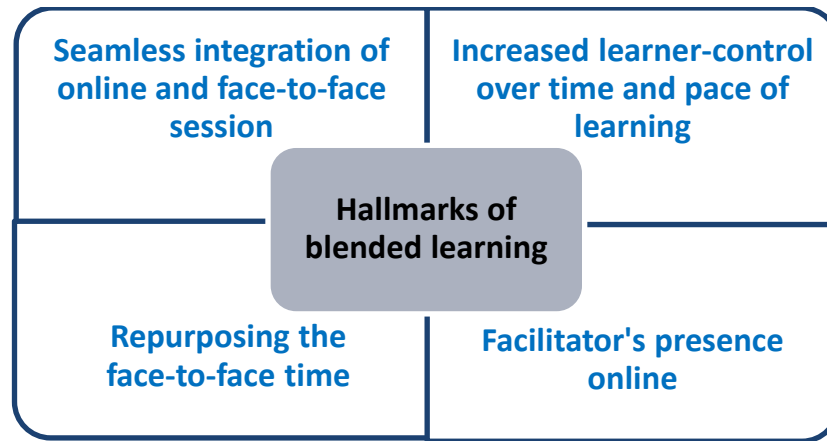 Seamless integration of
online and face-to-face
session
Increased learner-control
over time and pace of
learning
Hallmarks of
blended learning
Repurposing the
face-to-face time
Facilitator's presence
online